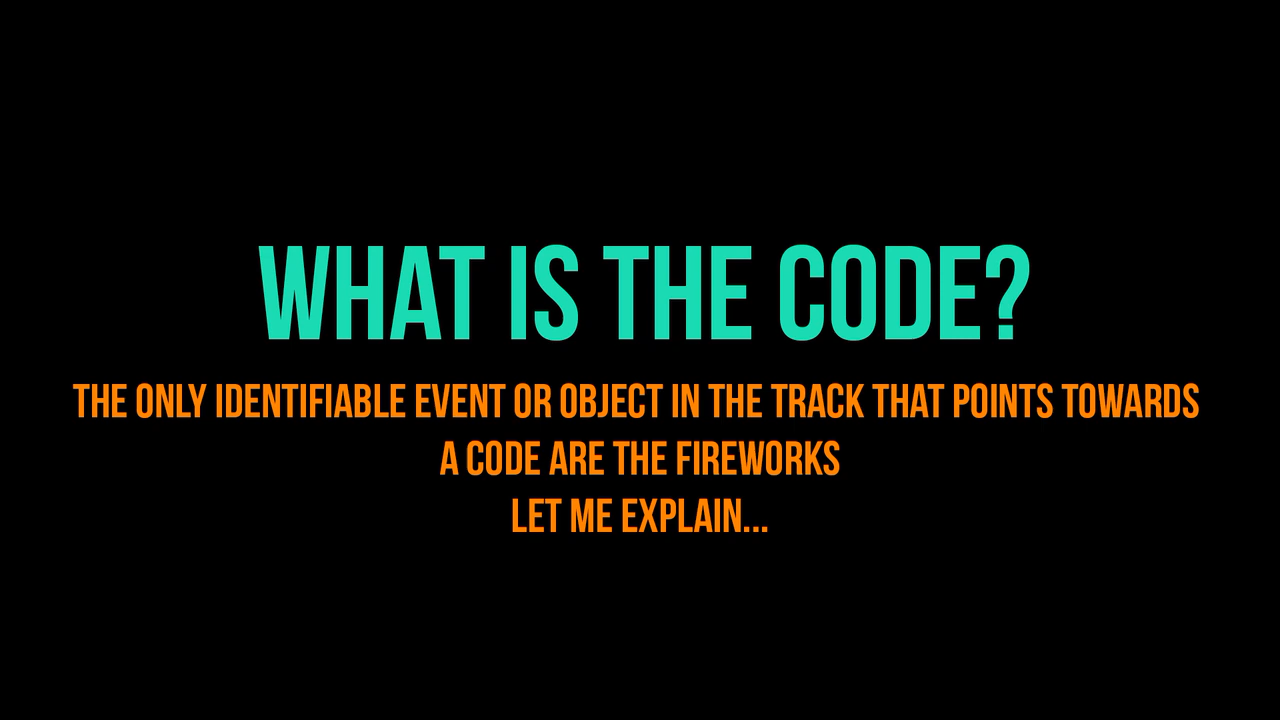 WHAT IS THE CODE?
THE ONLY IDENTIFIABLE EVENT OR OBJECT IN THE TRACK THAT POINTS TOWARDS
A CODE ARE THE FIREWORKS
LET ME EXPLAIN...